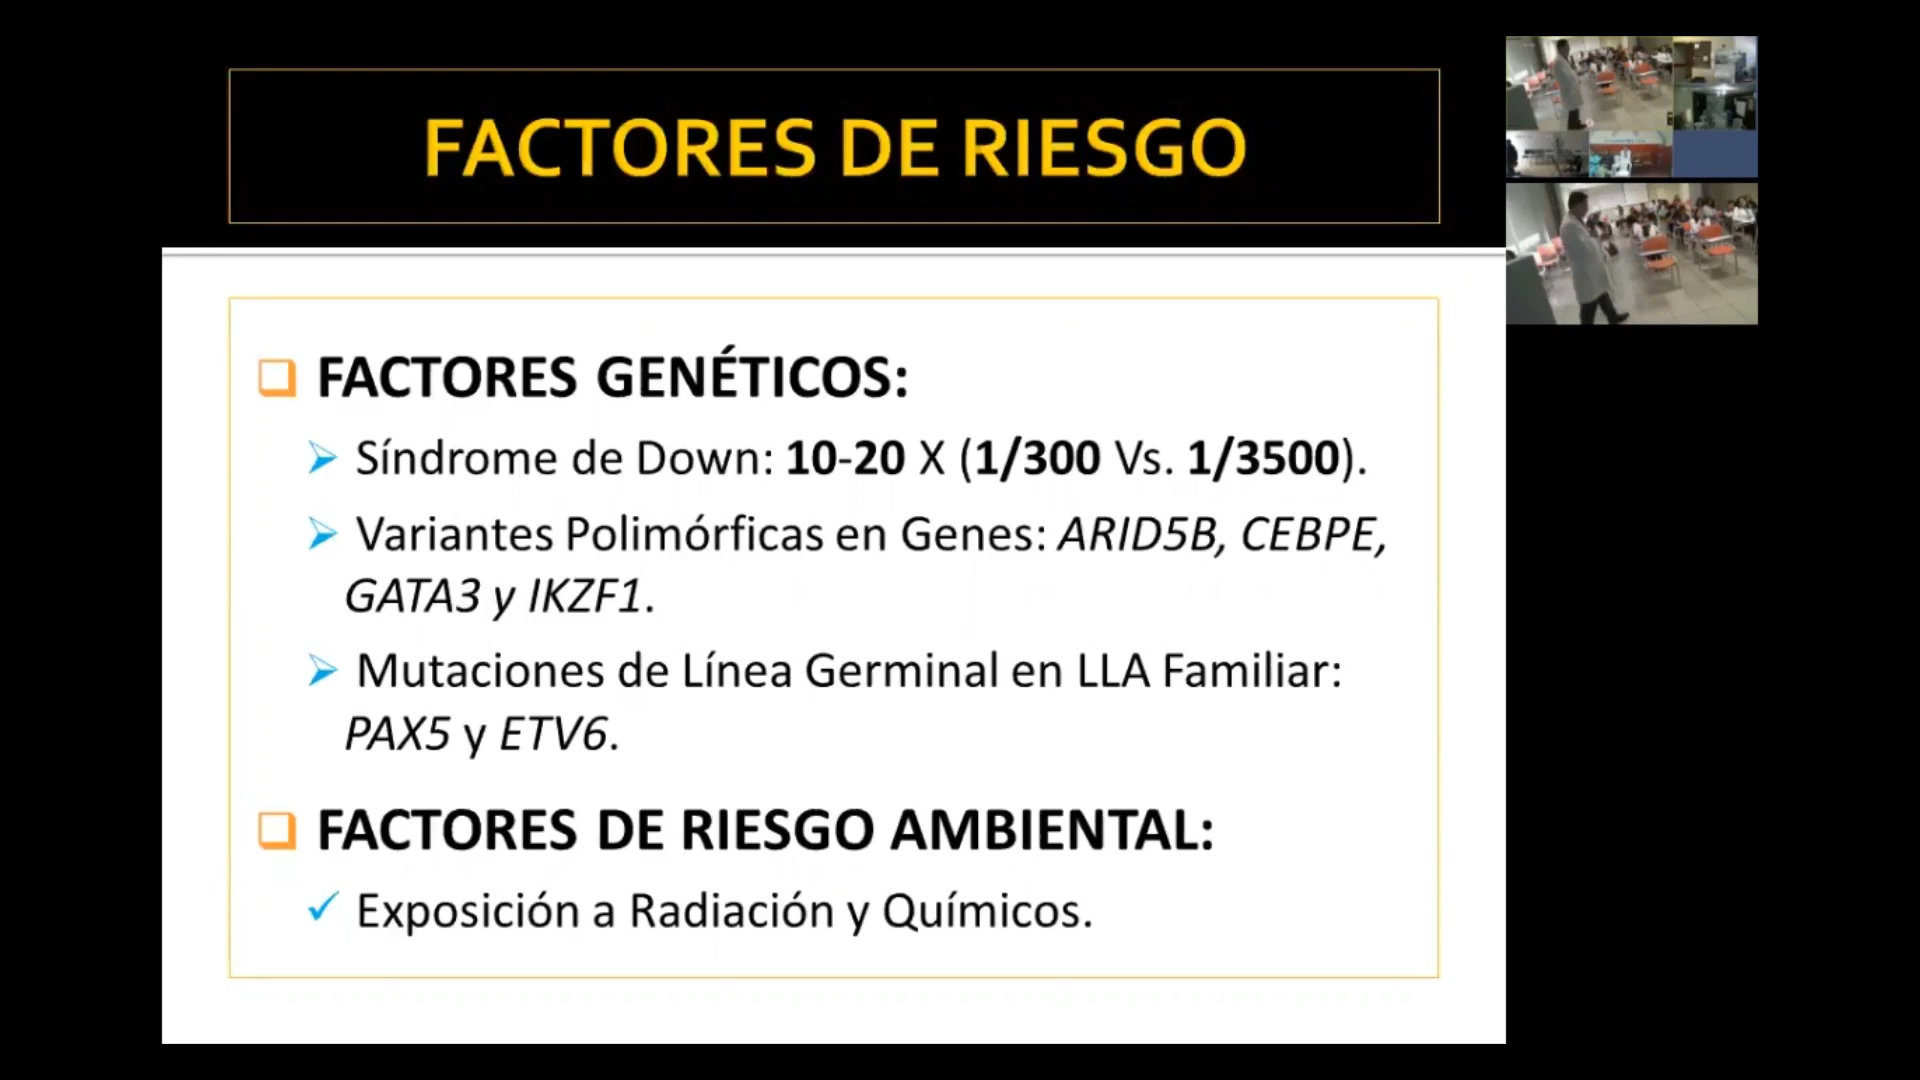 FACTORES DE RIESGO
FACTORES GENÉTICOS:
Síndrome de Down: 10-20 X (1/300 Vs. 1/3500).
Variantes Polimórficas en Genes: ARID5B, CEBPE,
GATA3 y IKZF1.
Mutaciones de Línea Germinal en LLA Familiar:
PAX5 y ETV6.
FACTORES DE RIESGO AMBIENTAL:
Exposición a Radiación y Químicos.